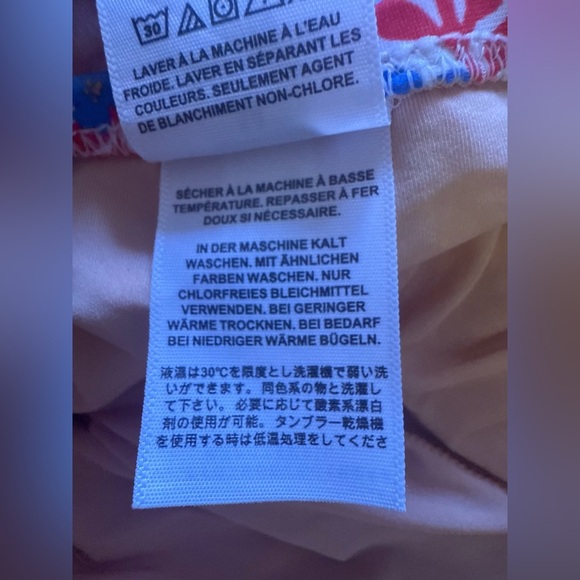 30
LAVER À LA MACHINE À L'EAU
FROIDE. LAVER EN SÉPARANT LES
COULEURS. SEULEMENT AGENT
DE BLANCHIMENT NON-CHLORE.
SÉCHER À LA MACHINE À BASSE
TEMPÉRATURE. REPASSER À FER
DOUX SI NÉCESSAIRE.
IN DER MASCHINE KALT
WASCHEN. MIT ÄHNLICHEN
FARBEN WASCHEN. NUR
CHLORFREIES BLEICHMITTEL
VERWENDEN. BEI GERINGER
WÄRME TROCKNEN. BEI BEDARF
BEI NIEDRIGER WÄRME BÜGELN.
液温は30℃を限度とし洗濯機で弱い洗
いができます。同色系の物と洗濯し
て下さい。必要に応じて酸素系漂白
剤の使用が可能。タンブラー乾燥機
を使用する時は低温処理をしてくださ